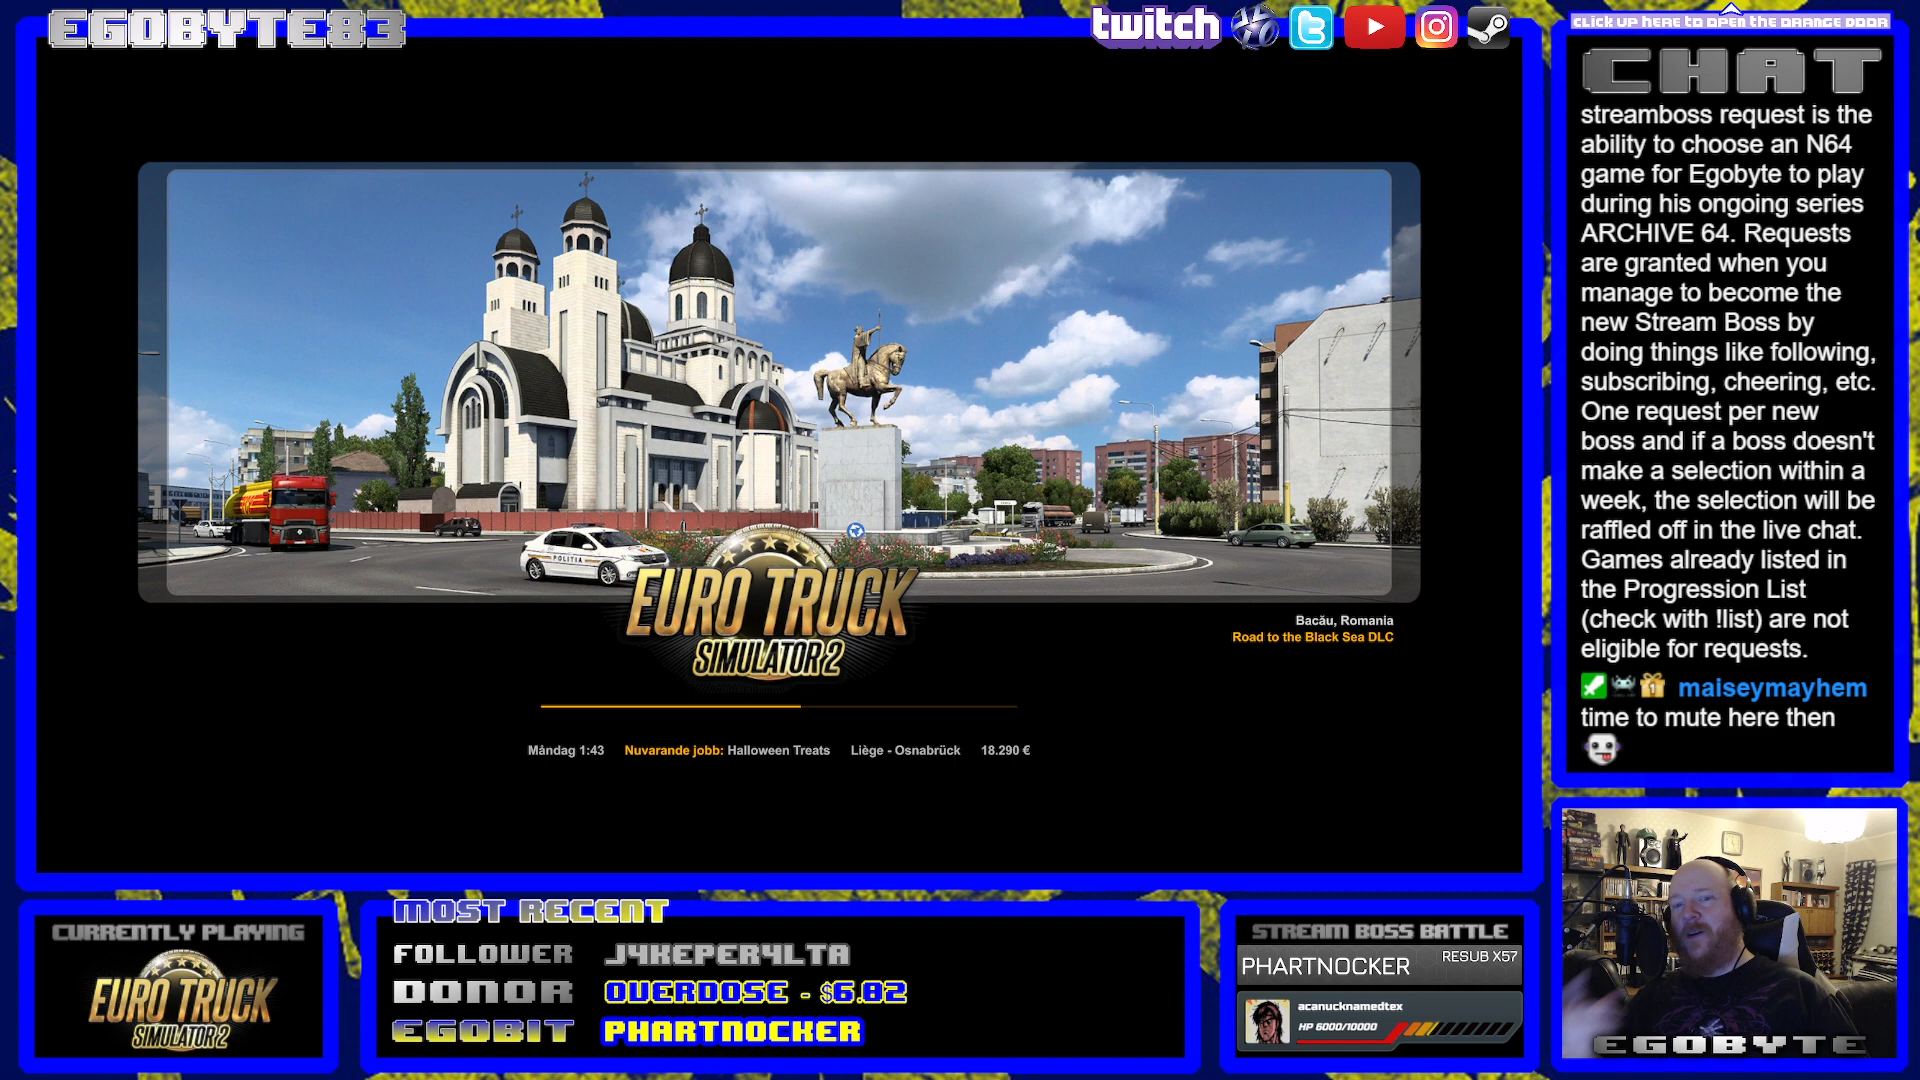 EGOBYTE83
twitch
CLICK UP HERE TO OPEN THE ORANGE DOOR
CHAT
streamboss request is the
ability to choose an N64
game for Egobyte to play
during his ongoing series
ARCHIVE 64. Requests
are granted when you
manage to become the
new Stream Boss by
doing things like following,
subscribing, cheering, etc.
One request per new
boss and if a boss doesn't
make a selection within a
week, the selection will be
raffled off in the live chat.
Games already listed in
the Progression List
(check with !list) are not
eligible for requests.
maiseymayhem
time to mute here then
POLITIA
EURO TRUCK
SIMULATOR 2
Bacău, Romania
Road to the Black Sea DLC
Måndag 1:43 Nuvarande jobb: Halloween Treats Liège - Osnabrück 18.290 €
CURRENTLY PLAYING
EURO TRUCK
SIMULATOR 2
MOST RECENT
FOLLOWER J4KEPER4LTA
DONOR OVERDOSE - $6.82
EGOBIT PHARTNOCKER
STREAM BOSS BATTLE
PHARTNOCKER RESUB X57
acanucknamedtex
HP 6000/10000
EGOBYTE